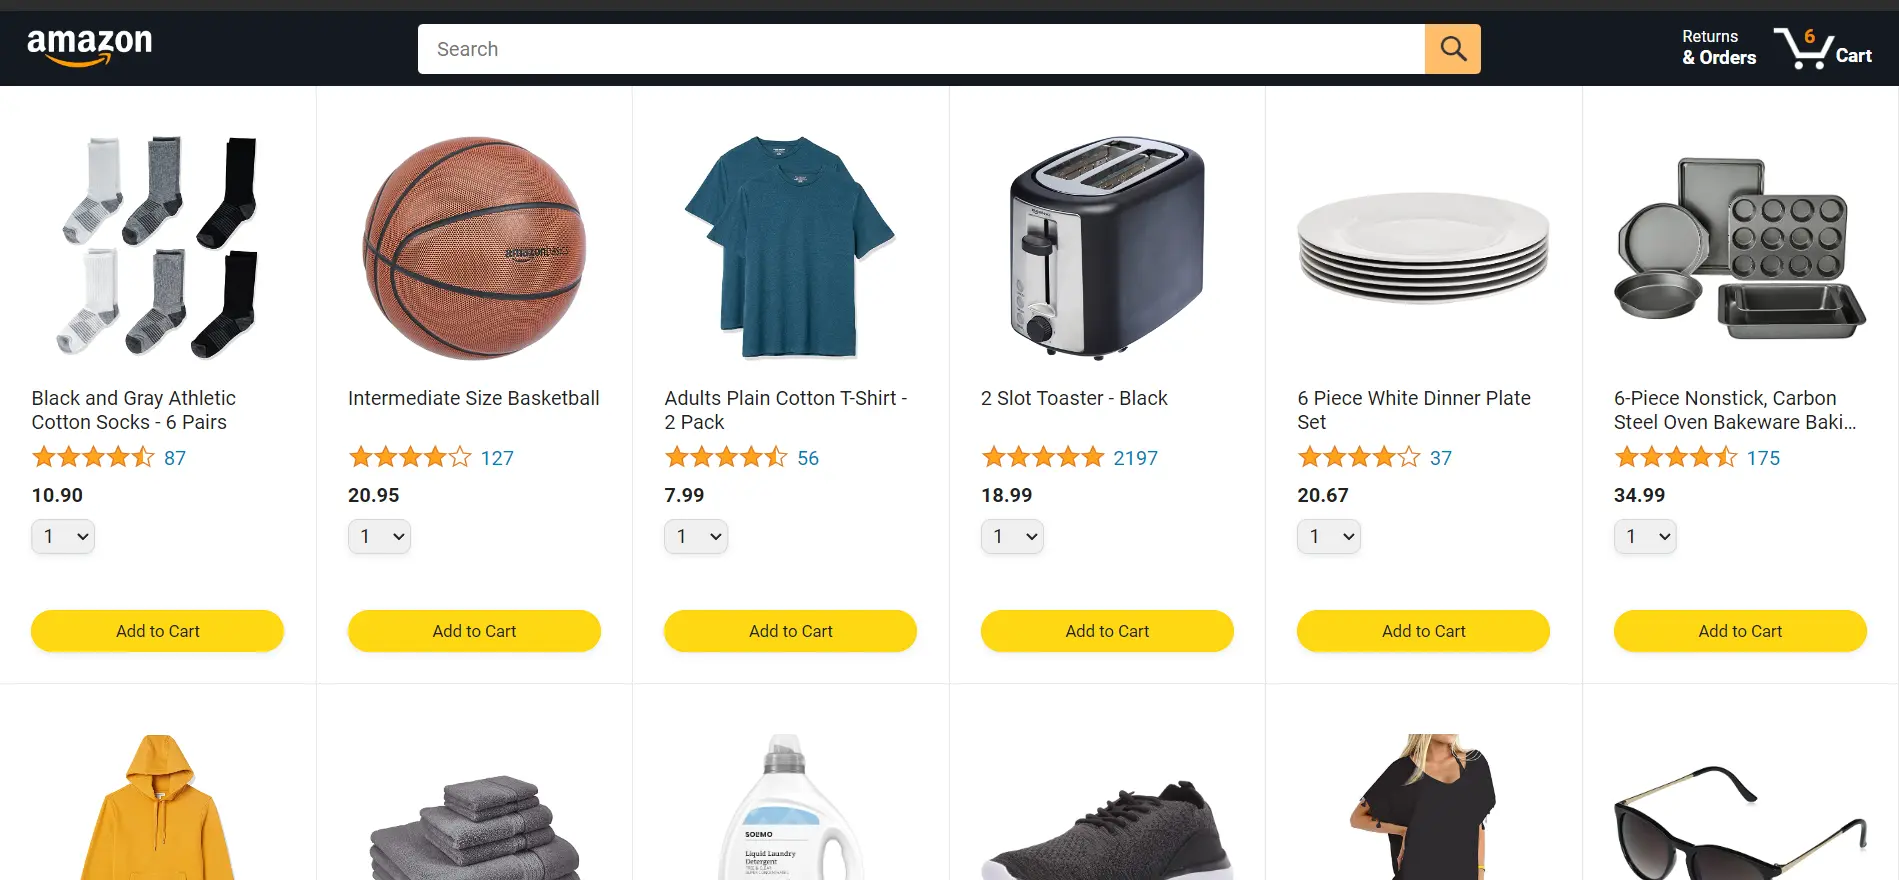 amazon
Search
Returns
& Orders
6
Cart
amazonbasics
Black and Gray Athletic
Cotton Socks - 6 Pairs
87
10.90
1
Add to Cart
Intermediate Size Basketball
127
20.95
1
Add to Cart
Adults Plain Cotton T-Shirt -
2 Pack
56
7.99
1
Add to Cart
2 Slot Toaster - Black
2197
18.99
1
Add to Cart
6 Piece White Dinner Plate
Set
37
20.67
1
Add to Cart
6-Piece Nonstick, Carbon
Steel Oven Bakeware Baki...
175
34.99
1
Add to Cart
SOLIMO
Liquid Laundry
Detergent